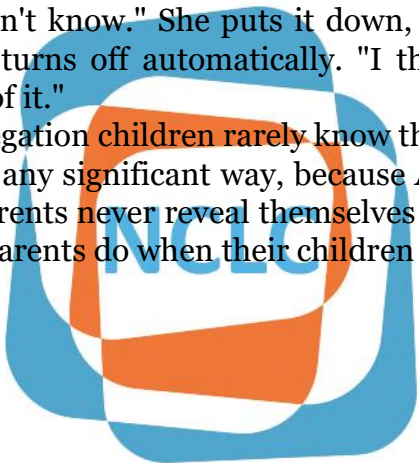 n't know." She puts it down,
turns off automatically. "I th
of it."
egation children rarely know th
any significant way, because A
rents never reveal themselves
arents do when their children
NCLC